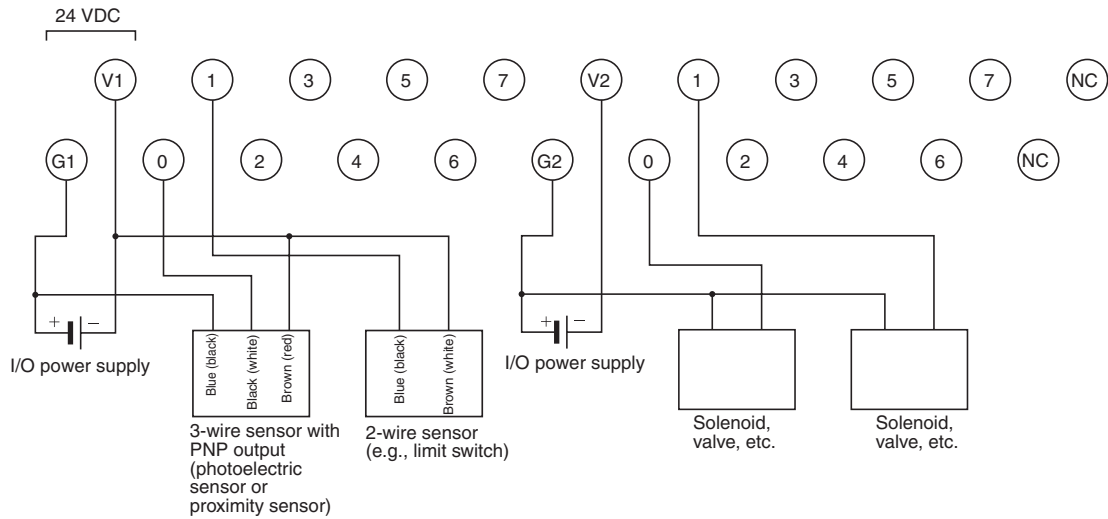 24 VDC
V1 1 3 5 7 V2 1 3 5 7 NC
G1 0 2 4 6 G2 0 2 4 6 NC
+ −
I/O power supply
Blue (black)
Black (white)
Brown (red)
3-wire sensor with
PNP output
(photoelectric
sensor or
proximity sensor)
Blue (black)
Brown (white)
2-wire sensor
(e.g., limit switch)
+ −
I/O power supply
Solenoid,
valve, etc.
Solenoid,
valve, etc.